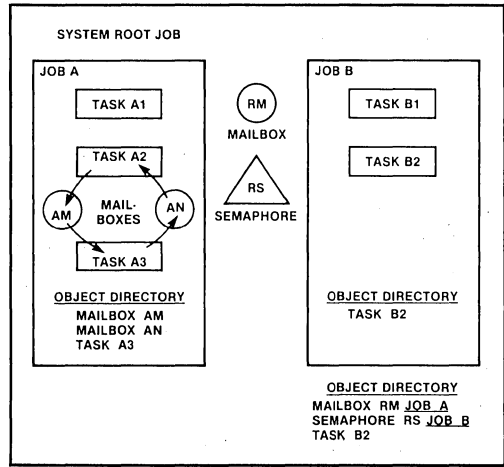 SYSTEM ROOT JOB
JOB A
TASK A1
TASK A2
AM
MAIL-
BOXES
AN
TASK A3
OBJECT DIRECTORY
MAILBOX AM
MAILBOX AN
TASK A3
RM
MAILBOX
RS
SEMAPHORE
JOB B
TASK B1
TASK B2
OBJECT DIRECTORY
TASK B2
OBJECT DIRECTORY
MAILBOX RM JOB A
SEMAPHORE RS JOB B
TASK B2